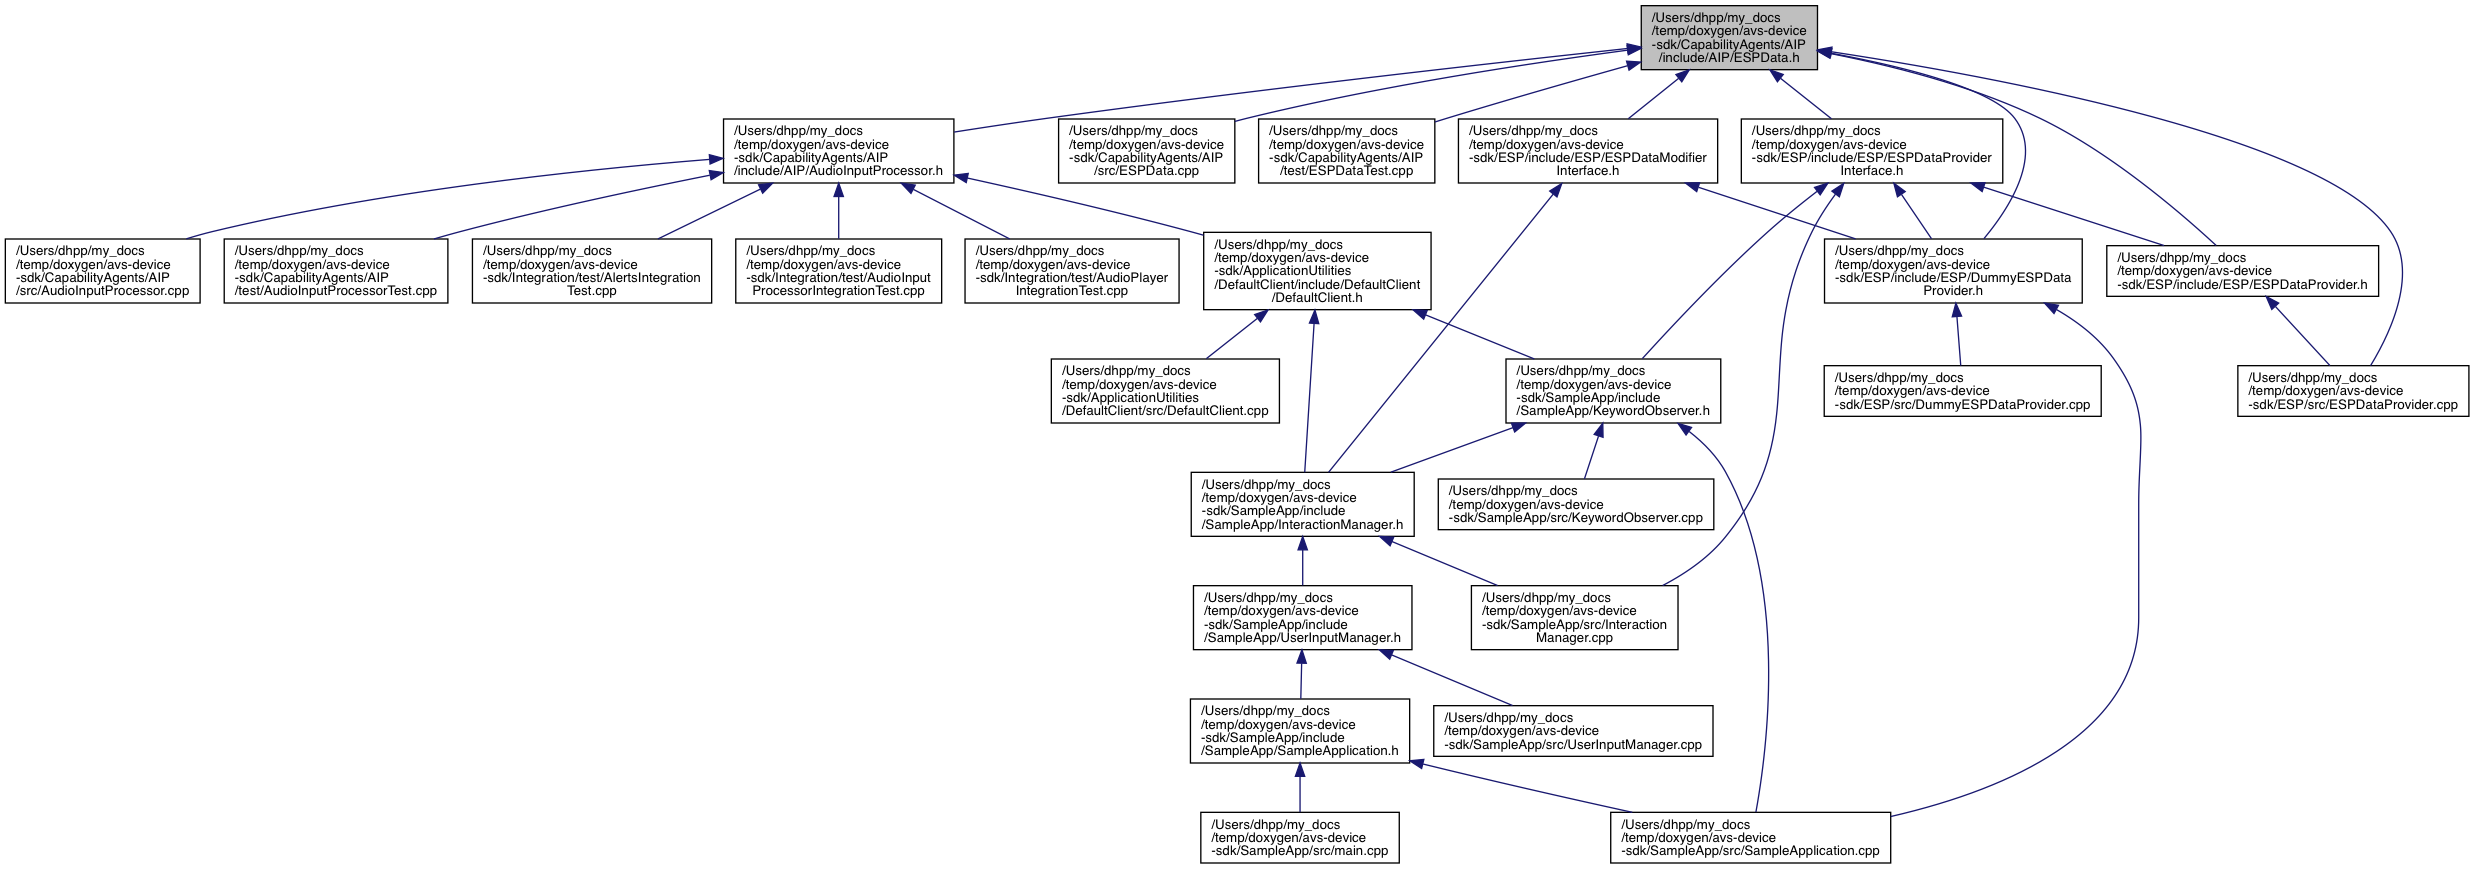 /Users/dhpp/my_docs
/temp/doxygen/avs-device
-sdk/CapabilityAgents/AIP
/include/AIP/ESPData.h
/Users/dhpp/my_docs
/temp/doxygen/avs-device
-sdk/CapabilityAgents/AIP
/include/AIP/AudioInputProcessor.h
/Users/dhpp/my_docs
/temp/doxygen/avs-device
-sdk/CapabilityAgents/AIP
/src/ESPData.cpp
/Users/dhpp/my_docs
/temp/doxygen/avs-device
-sdk/CapabilityAgents/AIP
/test/ESPDataTest.cpp
/Users/dhpp/my_docs
/temp/doxygen/avs-device
-sdk/ESP/include/ESP/ESPDataModifier
Interface.h
/Users/dhpp/my_docs
/temp/doxygen/avs-device
-sdk/ESP/include/ESP/ESPDataProvider
Interface.h
/Users/dhpp/my_docs
/temp/doxygen/avs-device
-sdk/CapabilityAgents/AIP
/src/AudioInputProcessor.cpp
/Users/dhpp/my_docs
/temp/doxygen/avs-device
-sdk/CapabilityAgents/AIP
/test/AudioInputProcessorTest.cpp
/Users/dhpp/my_docs
/temp/doxygen/avs-device
-sdk/Integration/test/AlertsIntegration
Test.cpp
/Users/dhpp/my_docs
/temp/doxygen/avs-device
-sdk/Integration/test/AudioInput
ProcessorIntegrationTest.cpp
/Users/dhpp/my_docs
/temp/doxygen/avs-device
-sdk/Integration/test/AudioPlayer
IntegrationTest.cpp
/Users/dhpp/my_docs
/temp/doxygen/avs-device
-sdk/ApplicationUtilities
/DefaultClient/include/DefaultClient
/DefaultClient.h
/Users/dhpp/my_docs
/temp/doxygen/avs-device
-sdk/ESP/include/ESP/DummyESPData
Provider.h
/Users/dhpp/my_docs
/temp/doxygen/avs-device
-sdk/ESP/include/ESP/ESPDataProvider.h
/Users/dhpp/my_docs
/temp/doxygen/avs-device
-sdk/ApplicationUtilities
/DefaultClient/src/DefaultClient.cpp
/Users/dhpp/my_docs
/temp/doxygen/avs-device
-sdk/SampleApp/include
/SampleApp/KeywordObserver.h
/Users/dhpp/my_docs
/temp/doxygen/avs-device
-sdk/ESP/src/DummyESPDataProvider.cpp
/Users/dhpp/my_docs
/temp/doxygen/avs-device
-sdk/ESP/src/ESPDataProvider.cpp
/Users/dhpp/my_docs
/temp/doxygen/avs-device
-sdk/SampleApp/include
/SampleApp/InteractionManager.h
/Users/dhpp/my_docs
/temp/doxygen/avs-device
-sdk/SampleApp/src/KeywordObserver.cpp
/Users/dhpp/my_docs
/temp/doxygen/avs-device
-sdk/SampleApp/include
/SampleApp/UserInputManager.h
/Users/dhpp/my_docs
/temp/doxygen/avs-device
-sdk/SampleApp/src/Interaction
Manager.cpp
/Users/dhpp/my_docs
/temp/doxygen/avs-device
-sdk/SampleApp/include
/SampleApp/SampleApplication.h
/Users/dhpp/my_docs
/temp/doxygen/avs-device
-sdk/SampleApp/src/UserInputManager.cpp
/Users/dhpp/my_docs
/temp/doxygen/avs-device
-sdk/SampleApp/src/main.cpp
/Users/dhpp/my_docs
/temp/doxygen/avs-device
-sdk/SampleApp/src/SampleApplication.cpp